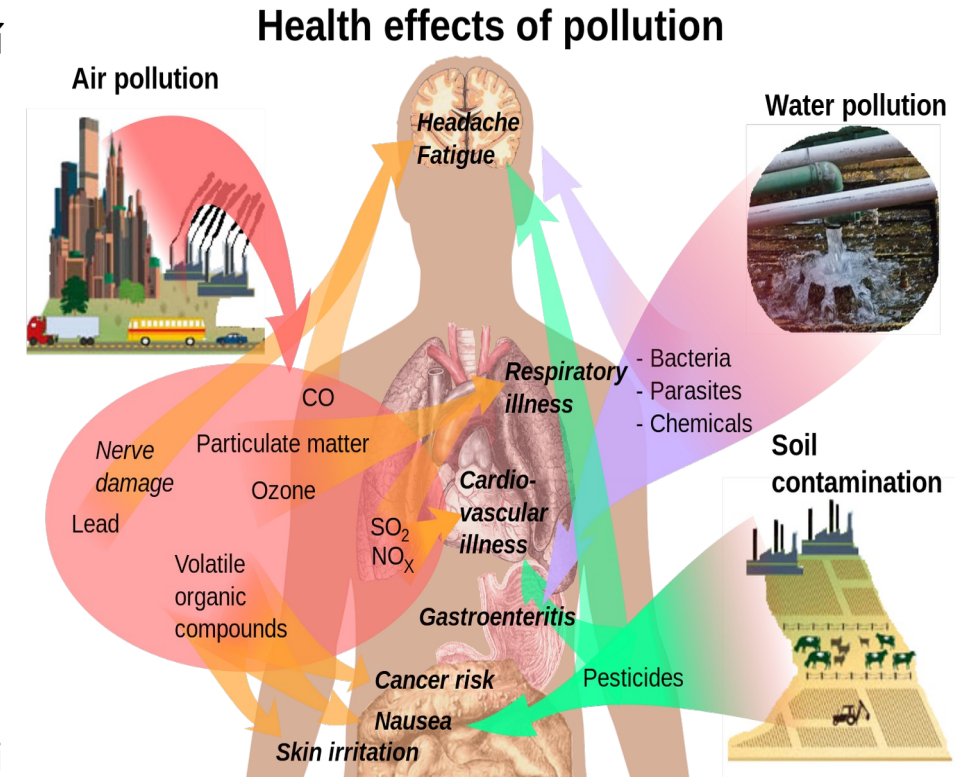 Health effects of pollution
Air pollution
Water pollution
Headache
Fatigue
CO
Particulate matter
Nerve
damage
Ozone
Lead
SO₂
NOₓ
Volatile
organic
compounds
Respiratory
illness
- Bacteria
- Parasites
- Chemicals
Soil
contamination
Cardio-
vascular
illness
Gastroenteritis
Pesticides
Cancer risk
Nausea
Skin irritation